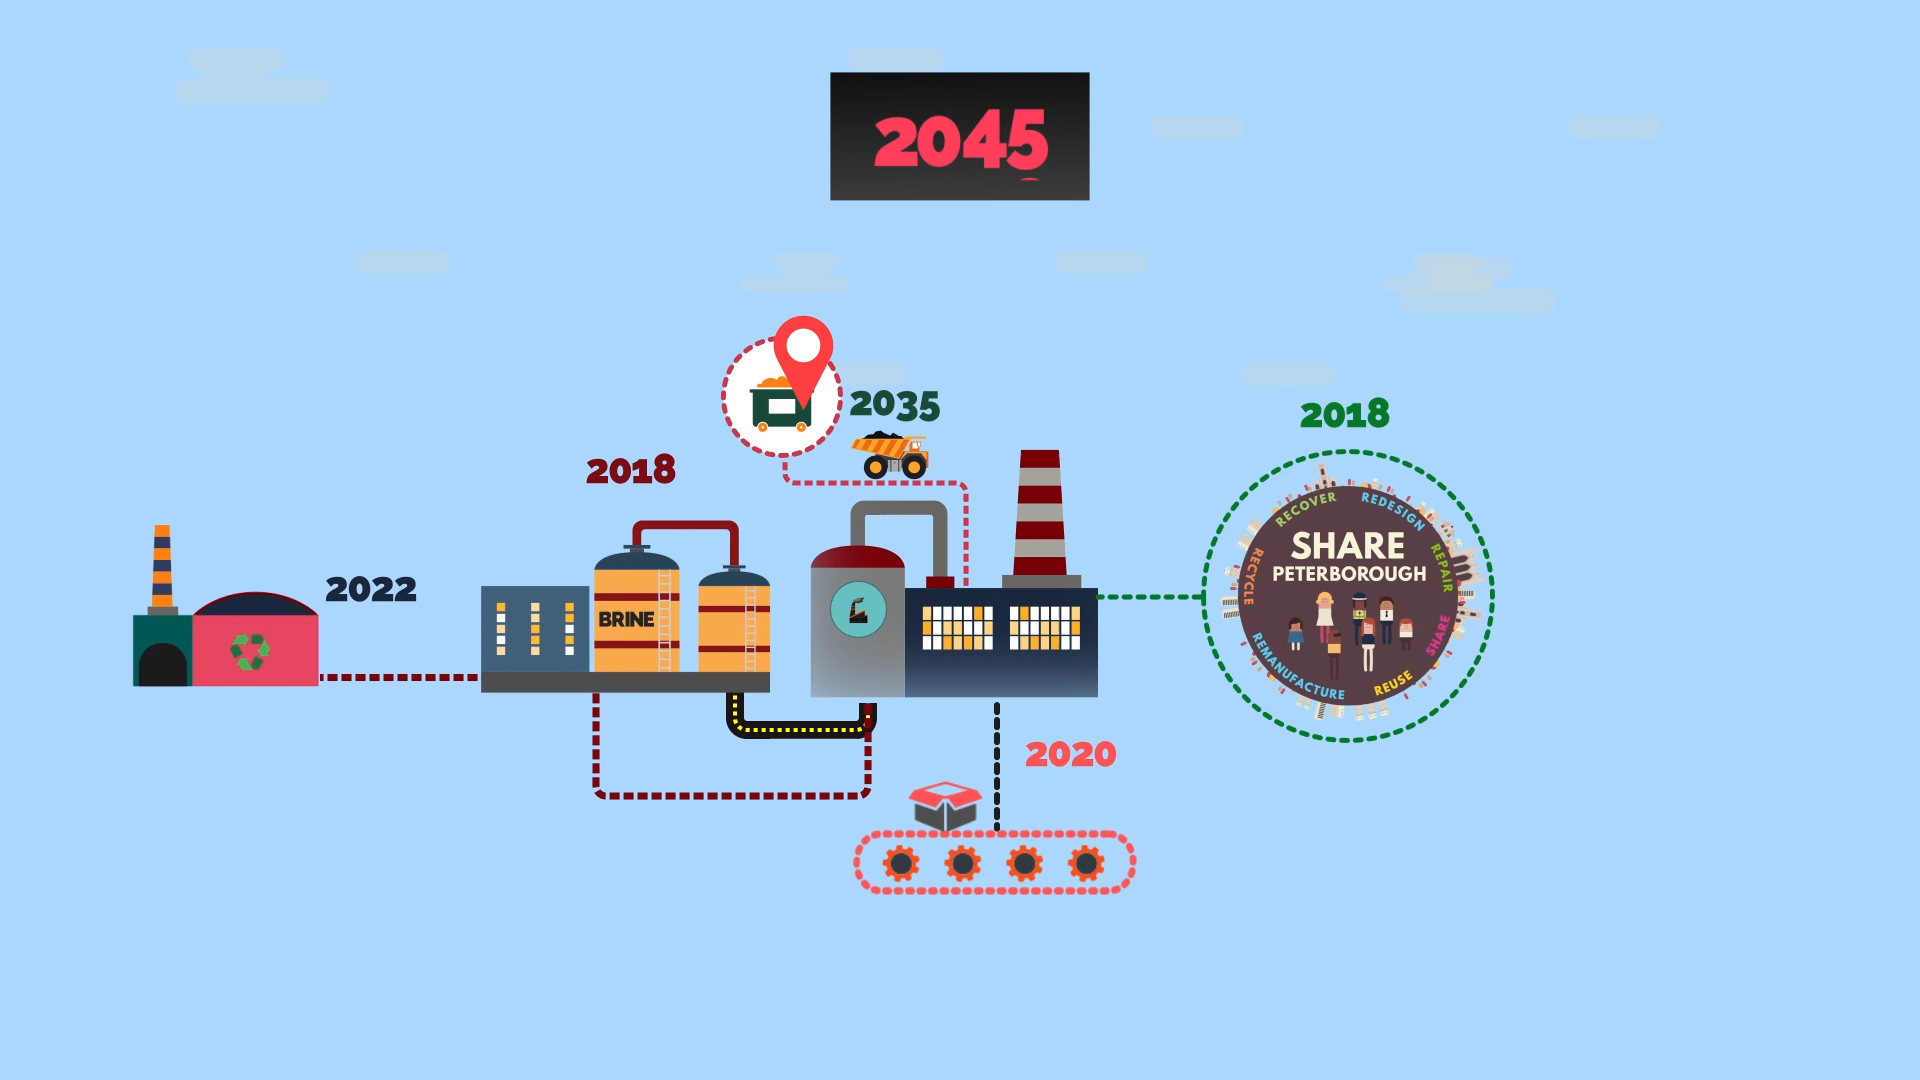 2045
2035
2018
2018
2022
BRINE
RECOVER
REDESIGN
REPAIR
SHARE
REUSE
REMANUFACTURE
RECYCLE
SHARE
PETERBOROUGH
2020